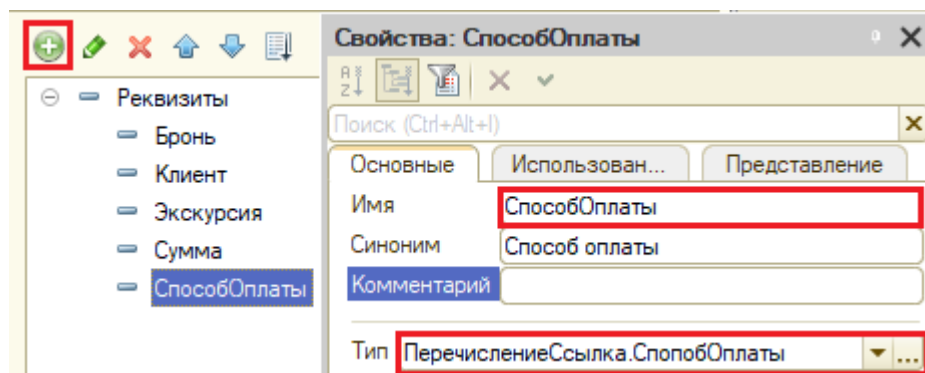 Свойства: СпособОплаты
Поиск (Ctrl+Alt+I)
Реквизиты
Бронь
Клиент
Экскурсия
Сумма
СпособОплаты
Основные Использован... Представление
Имя СпособОплаты
Синоним Способ оплаты
Комментарий
Тип ПеречислениеСсылка.СпопобОплаты